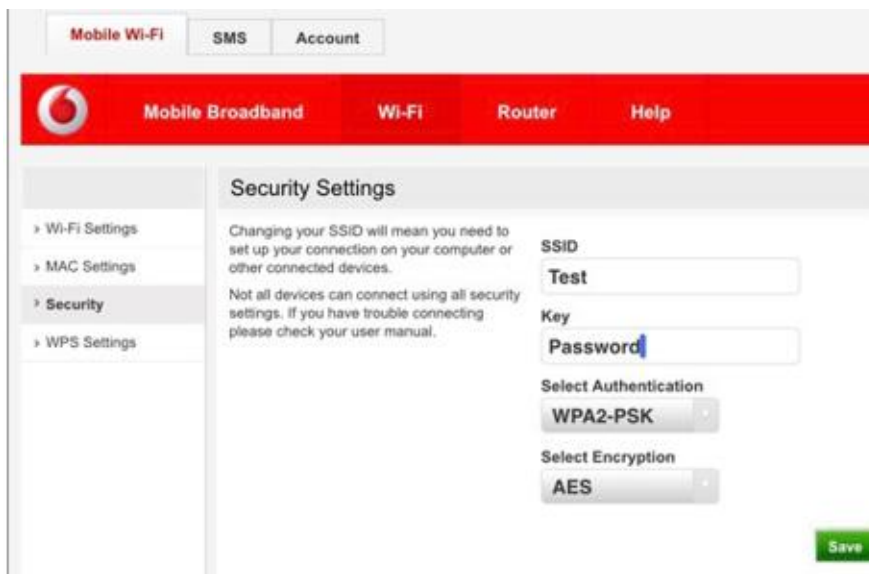 Mobile Wi-Fi SMS Account
Mobile Broadband Wi-Fi Router Help
Security Settings
› Wi-Fi Settings
› MAC Settings
› Security
› WPS Settings
Changing your SSID will mean you need to
set up your connection on your computer or
other connected devices.
Not all devices can connect using all security
settings. If you have trouble connecting
please check your user manual.
SSID
Test
Key
Password
Select Authentication
WPA2-PSK
Select Encryption
AES
Save